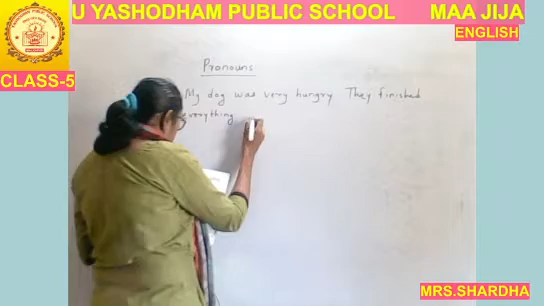 U YASHODHAM PUBLIC SCHOOL MAA JIJA
ENGLISH
CLASS-5
Pronouns
My dog was very hungry They finished
everything
MRS.SHARDHA